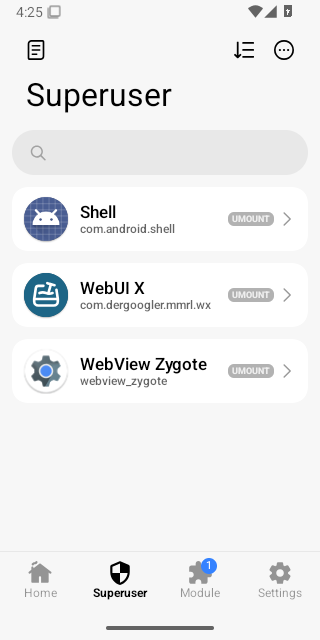 4:25
Superuser
Shell
com.android.shell
UMOUNT
WebUI X
com.dergoogler.mmrl.wx
UMOUNT
WebView Zygote
webview_zygote
UMOUNT
1
Home
Superuser
Module
Settings